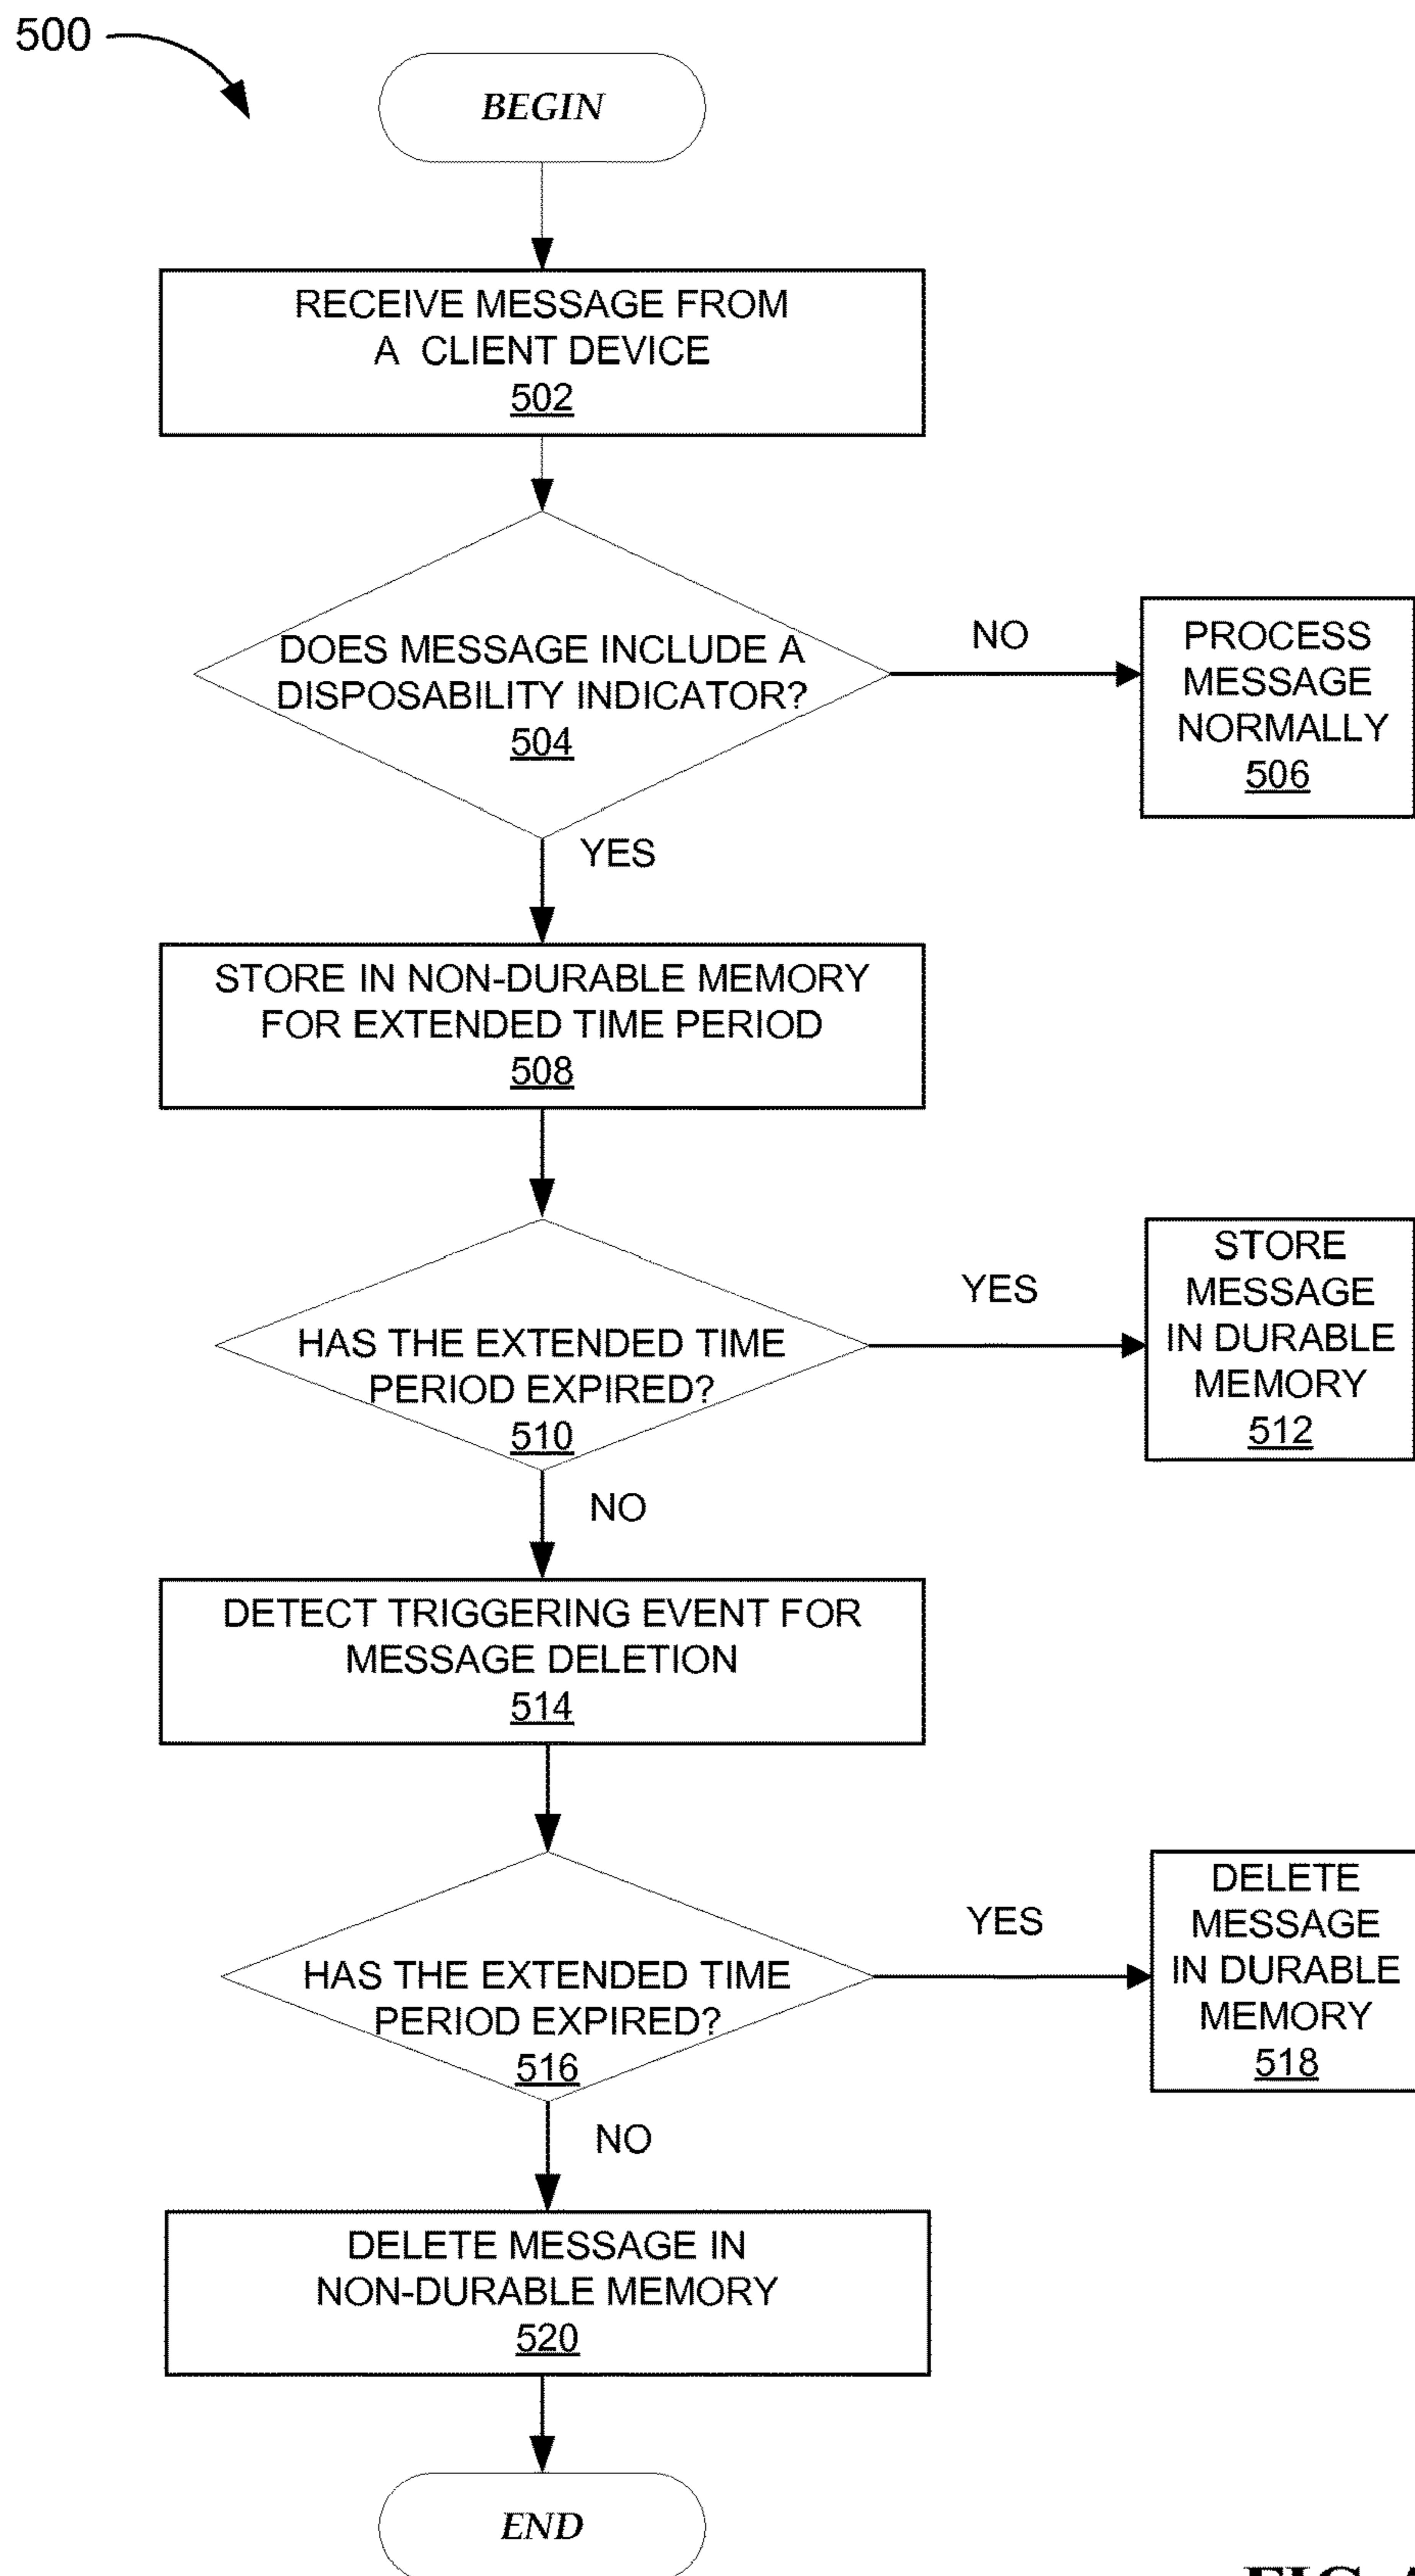 500
BEGIN
RECEIVE MESSAGE FROM
A CLIENT DEVICE
502
DOES MESSAGE INCLUDE A
DISPOSABILITY INDICATOR?
504
NO
PROCESS
MESSAGE
NORMALLY
506
YES
STORE IN NON-DURABLE MEMORY
FOR EXTENDED TIME PERIOD
508
HAS THE EXTENDED TIME
PERIOD EXPIRED?
510
YES
STORE
MESSAGE
IN DURABLE
MEMORY
512
NO
DETECT TRIGGERING EVENT FOR
MESSAGE DELETION
514
HAS THE EXTENDED TIME
PERIOD EXPIRED?
516
YES
DELETE
MESSAGE
IN DURABLE
MEMORY
518
NO
DELETE MESSAGE IN
NON-DURABLE MEMORY
520
END